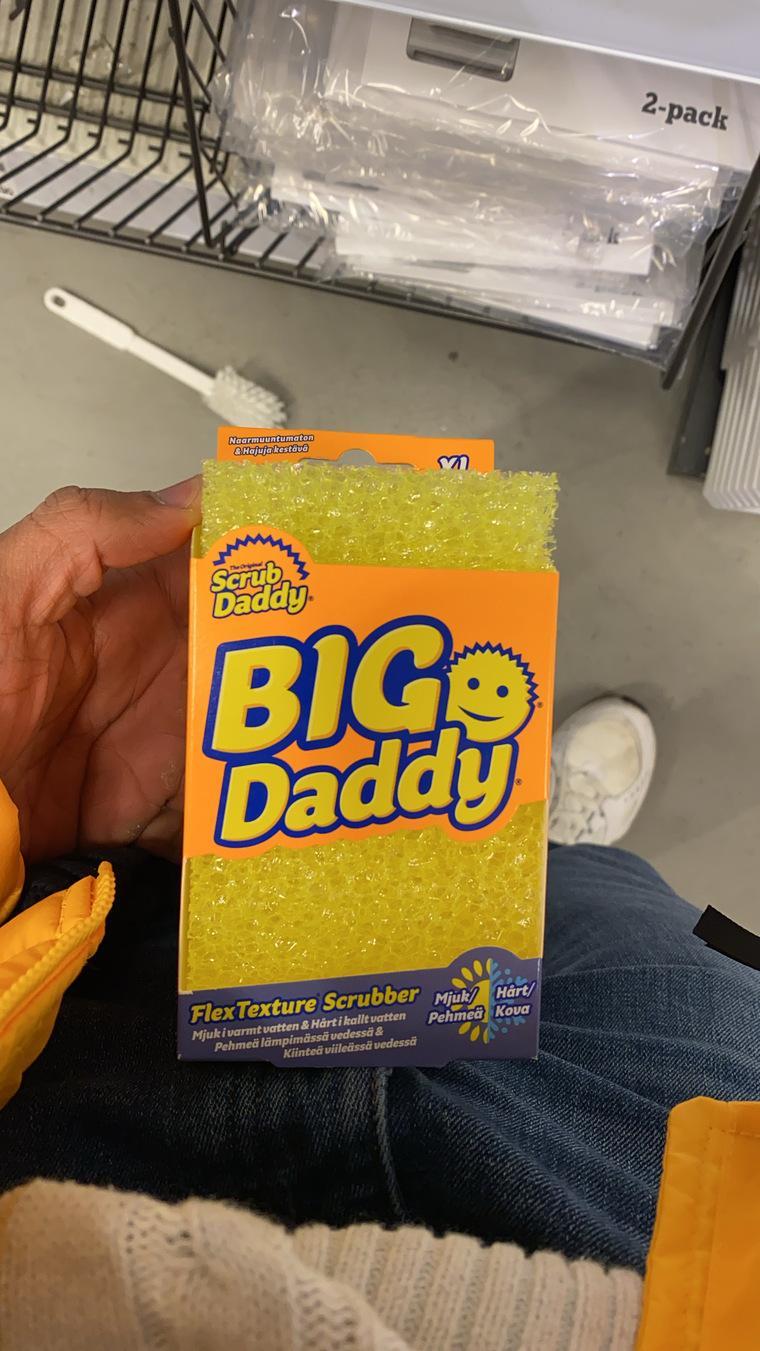 2-pack
Naarmuuntumaton
& Hajuja kestävä
XL
The Original
Scrub
Daddy®
BIG
Daddy®
FlexTexture® Scrubber
Mjuk i varmt vatten & Hårt i kallt vatten
Pehmeä lämpimässä vedessä &
Kiinteä viileässä vedessä
Mjuk/
Pehmeä
Hårt/
Kova